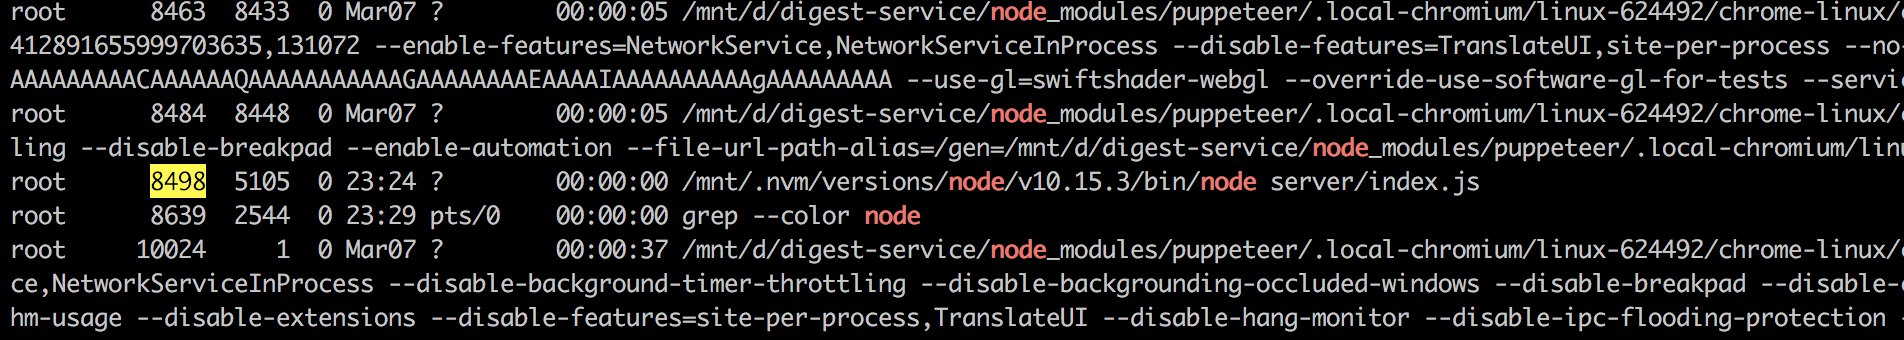 root      8463  8433  0 Mar07 ?        00:00:05 /mnt/d/digest-service/node_modules/puppeteer/.local-chromium/linux-624492/chrome-linux/
412891655999703635,131072 --enable-features=NetworkService,NetworkServiceInProcess --disable-features=TranslateUI,site-per-process --no
AAAAAAAAACAAAAAAQAAAAAAAAAAAGAAAAAAAAEAAAAIAAAAAAAAAAgAAAAAAAAA --use-gl=swiftshader-webgl --override-use-software-gl-for-tests --servi
root      8484  8448  0 Mar07 ?        00:00:05 /mnt/d/digest-service/node_modules/puppeteer/.local-chromium/linux-624492/chrome-linux/
ling --disable-breakpad --enable-automation --file-url-path-alias=/gen=/mnt/d/digest-service/node_modules/puppeteer/.local-chromium/lin
root      8498  5105  0 23:24 ?        00:00:00 /mnt/.nvm/versions/node/v10.15.3/bin/node server/index.js
root      8639  2544  0 23:29 pts/0    00:00:00 grep --color node
root     10024     1  0 Mar07 ?        00:00:37 /mnt/d/digest-service/node_modules/puppeteer/.local-chromium/linux-624492/chrome-linux/
ce,NetworkServiceInProcess --disable-background-timer-throttling --disable-backgrounding-occluded-windows --disable-breakpad --disable-
hm-usage --disable-extensions --disable-features=site-per-process,TranslateUI --disable-hang-monitor --disable-ipc-flooding-protection